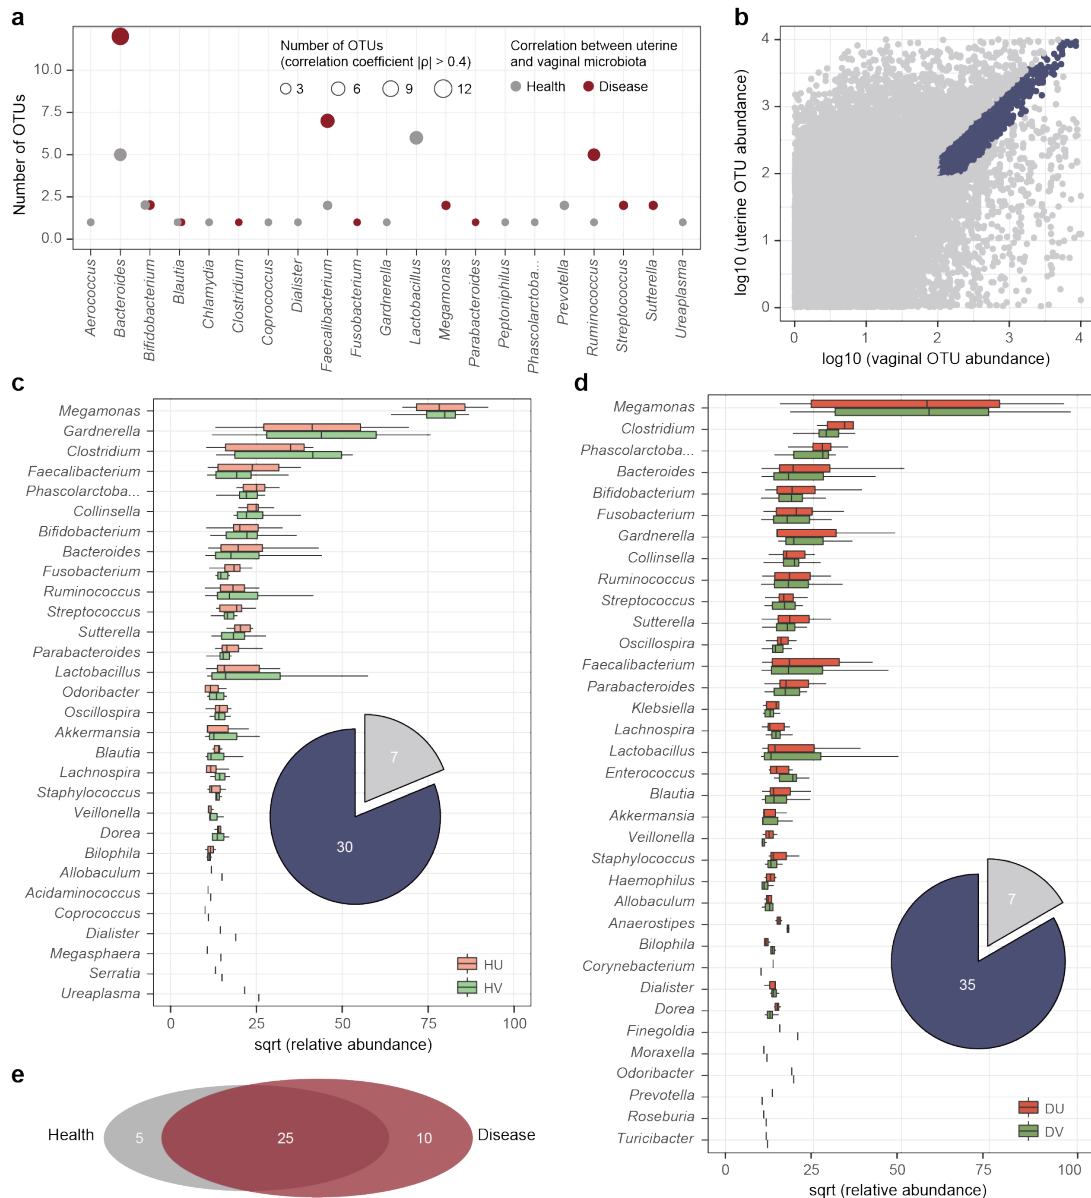 a
Number of OTUs
(correlation coefficient |ρ| > 0.4)
3
6
9
12
Correlation between uterine
and vaginal microbiota
Health
Disease
Number of OTUs
10.0
7.5
5.0
2.5
0.0
Aerococcus
Bacteroides
Bifidobacterium
Blautia
Chlamydia
Clostridium
Coprococcus
Dialister
Faecalibacterium
Fusobacterium
Gardnerella
Lactobacillus
Megamonas
Parabacteroides
Peptoniphilus
Phascolarctoba...
Prevotella
Ruminococcus
Streptococcus
Sutterella
Ureaplasma
b
log10 (uterine OTU abundance)
4
3
2
1
0
0
1
2
3
4
log10 (vaginal OTU abundance)
c
Megamonas
Gardnerella
Clostridium
Faecalibacterium
Phascolarctoba...
Collinsella
Bifidobacterium
Bacteroides
Fusobacterium
Ruminococcus
Streptococcus
Sutterella
Parabacteroides
Lactobacillus
Odoribacter
Oscillospira
Akkermansia
Blautia
Lachnospira
Staphylococcus
Veillonella
Dorea
Bilophila
Allobaculum
Acidaminococcus
Coprococcus
Dialister
Megasphaera
Serratia
Ureaplasma
7
30
HU
HV
0
25
50
75
100
sqrt (relative abundance)
d
Megamonas
Clostridium
Phascolarctoba...
Bacteroides
Bifidobacterium
Fusobacterium
Gardnerella
Collinsella
Ruminococcus
Streptococcus
Sutterella
Oscillospira
Faecalibacterium
Parabacteroides
Klebsiella
Lachnospira
Lactobacillus
Enterococcus
Blautia
Akkermansia
Veillonella
Staphylococcus
Haemophilus
Allobaculum
Anaerostipes
Bilophila
Corynebacterium
Dialister
Dorea
Finegoldia
Moraxella
Odoribacter
Prevotella
Roseburia
Turicibacter
7
35
DU
DV
0
25
50
75
100
sqrt (relative abundance)
e
Health
5
25
10
Disease